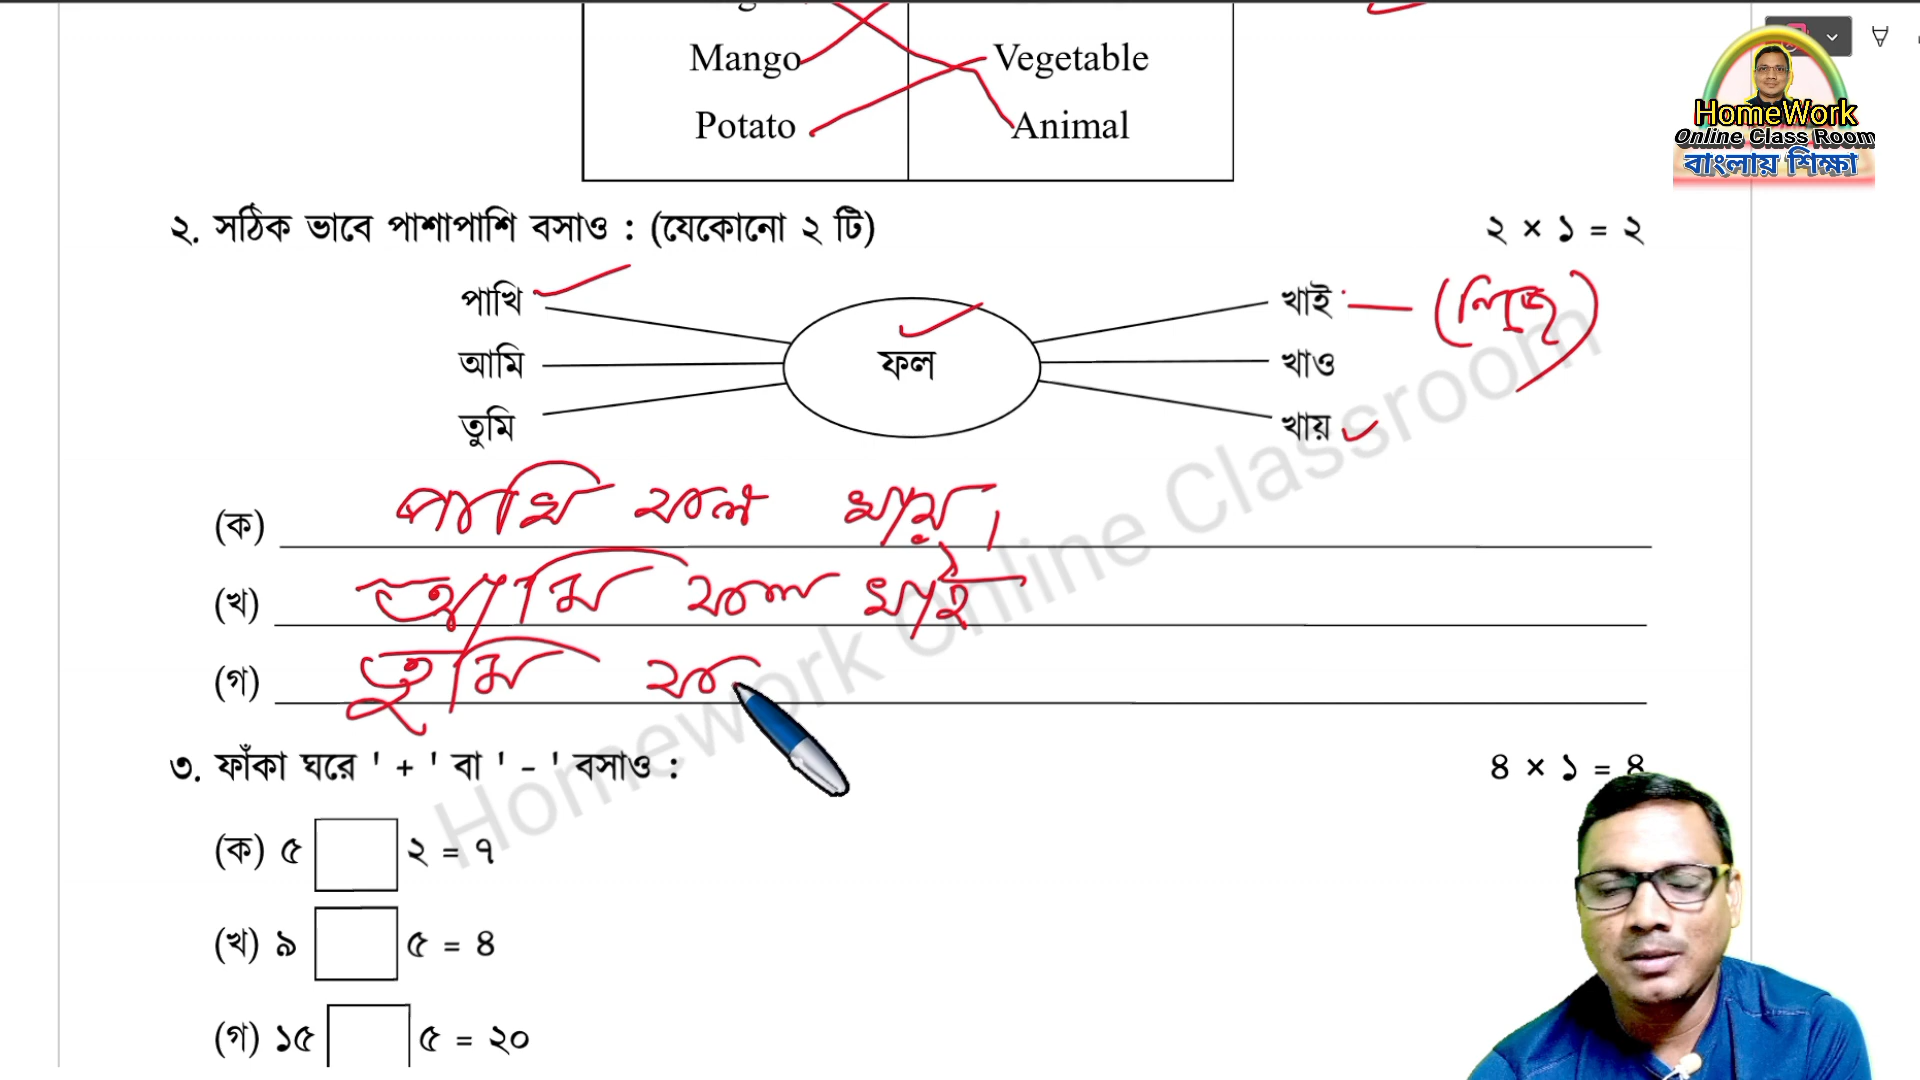 Mango Vegetable
Potato Animal
HomeWork
Online Class Room
বাংলায় শিক্ষা
২. সঠিক ভাবে পাশাপাশি বসাও : (যেকোনো ২ টি) ২ × ১ = ২
পাখি খাই (নিজে)
আমি ফল খাও
তুমি খায়
(ক) পাখি ফল খায়।
(খ) আমি ফল খাই
(গ) তুমি ফ
৩. ফাঁকা ঘরে ' + ' বা ' - ' বসাও : ৪ × ১ = ৪
(ক) ৫ ২ = ৭
(খ) ৯ ৫ = ৪
(গ) ১৫ ৫ = ২০
Homework Online Classroom